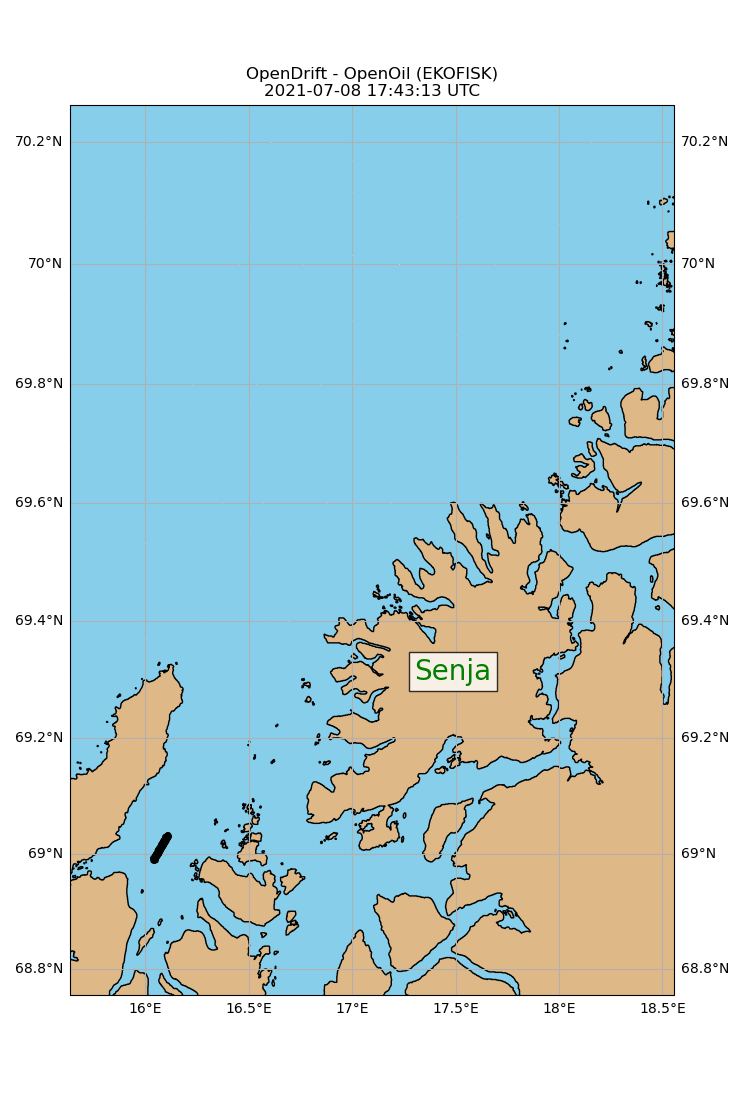 OpenDrift - OpenOil (EKOFISK)
2021-07-08 17:43:13 UTC
70.2°N 70.2°N
70°N 70°N
69.8°N 69.8°N
69.6°N 69.6°N
69.4°N 69.4°N
Senja
69.2°N 69.2°N
69°N 69°N
68.8°N 68.8°N
16°E 16.5°E 17°E 17.5°E 18°E 18.5°E